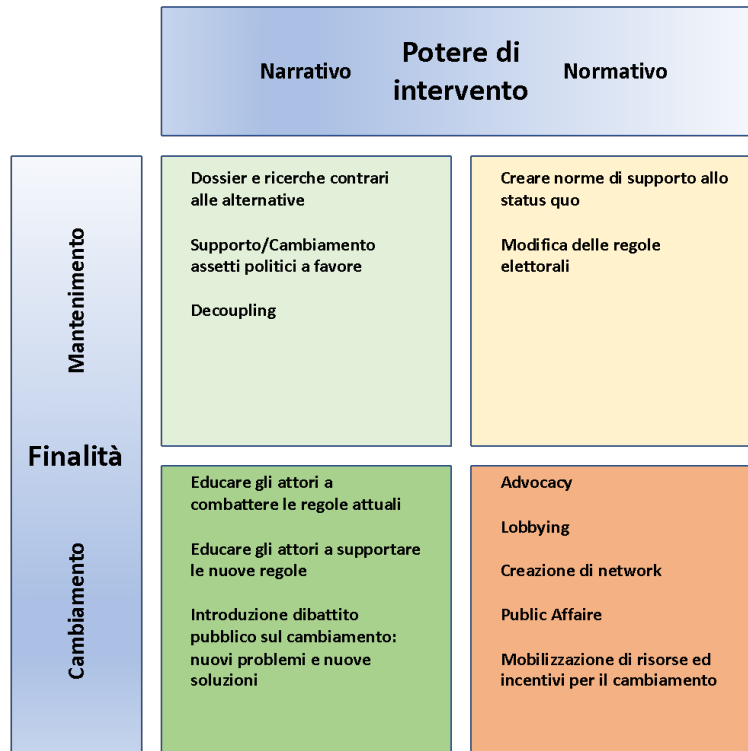 Potere di
intervento
Narrativo
Normativo
Finalità
Mantenimento
Cambiamento
Dossier e ricerche contrari
alle alternative
Supporto/Cambiamento
assetti politici a favore
Decoupling
Creare norme di supporto allo
status quo
Modifica delle regole
elettorali
Educare gli attori a
combattere le regole attuali
Educare gli attori a supportare
le nuove regole
Introduzione dibattito
pubblico sul cambiamento:
nuovi problemi e nuove
soluzioni
Advocacy
Lobbying
Creazione di network
Public Affaire
Mobilizzazione di risorse ed
incentivi per il cambiamento